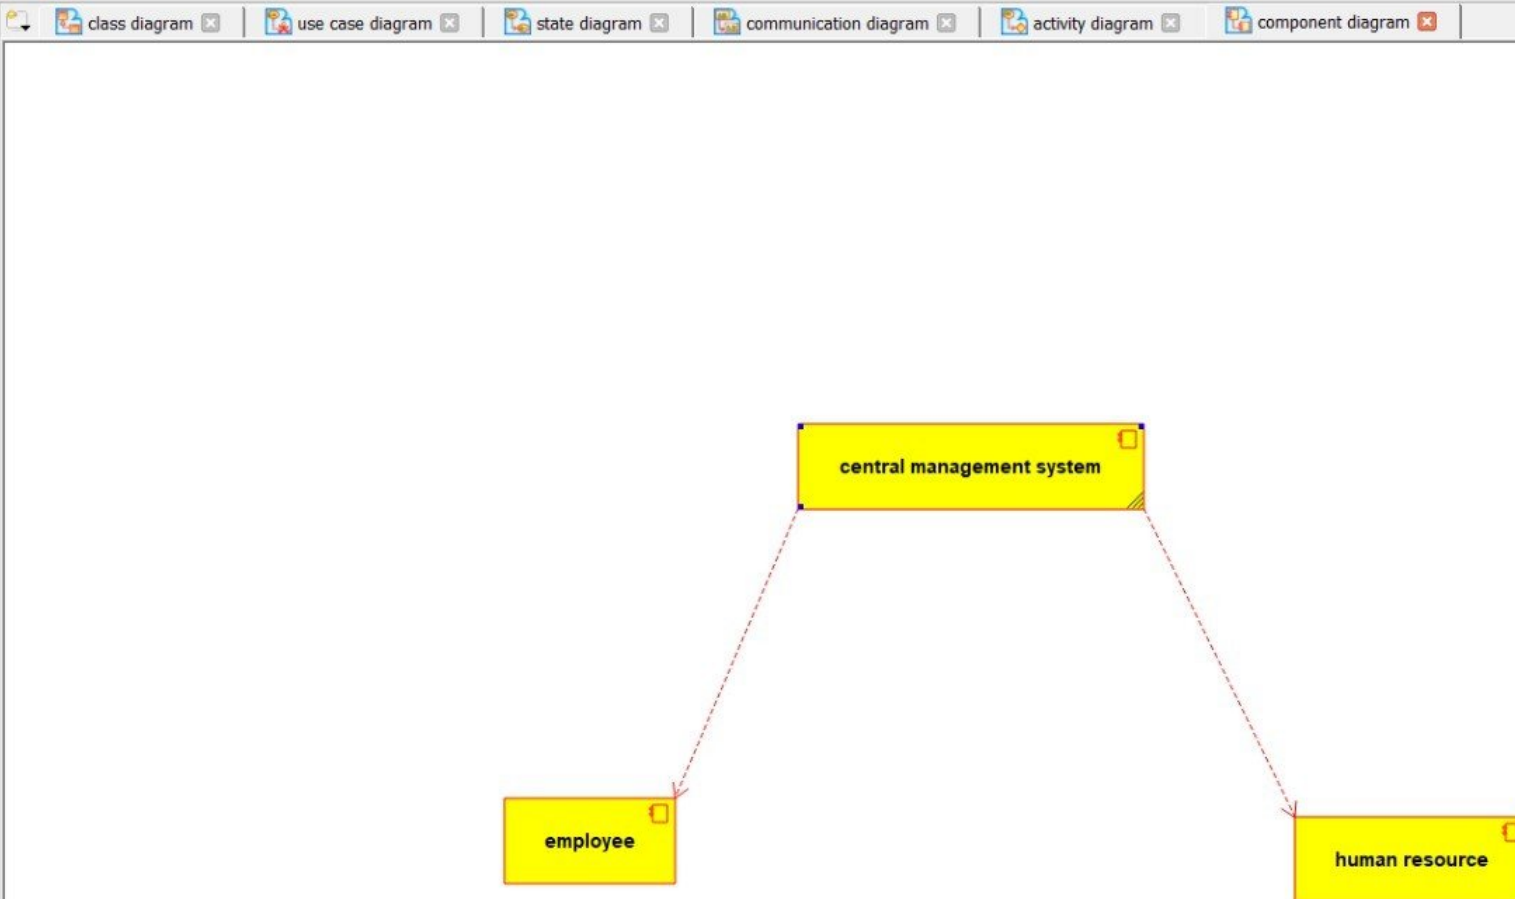 class diagram
use case diagram
state diagram
communication diagram
activity diagram
component diagram
central management system
employee
human resource